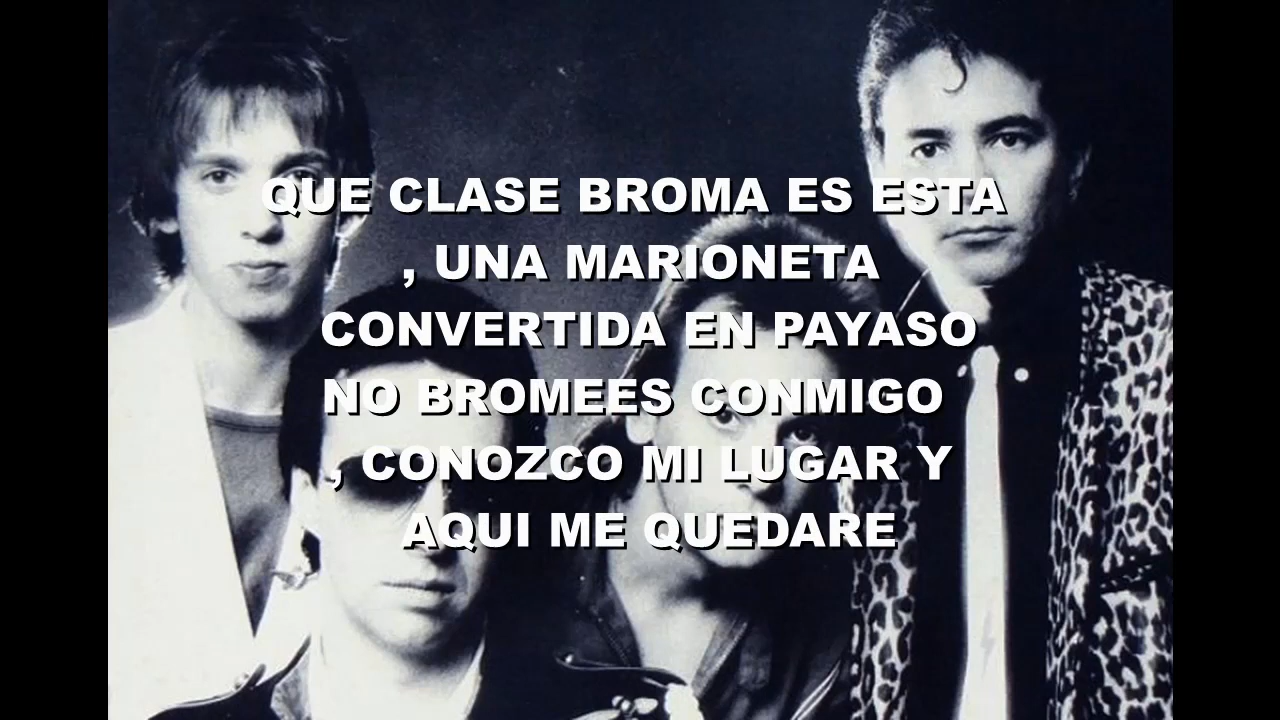 QUE CLASE BROMA ES ESTA
, UNA MARIONETA
CONVERTIDA EN PAYASO
NO BROMEES CONMIGO
, CONOZCO MI LUGAR Y
AQUI ME QUEDARE